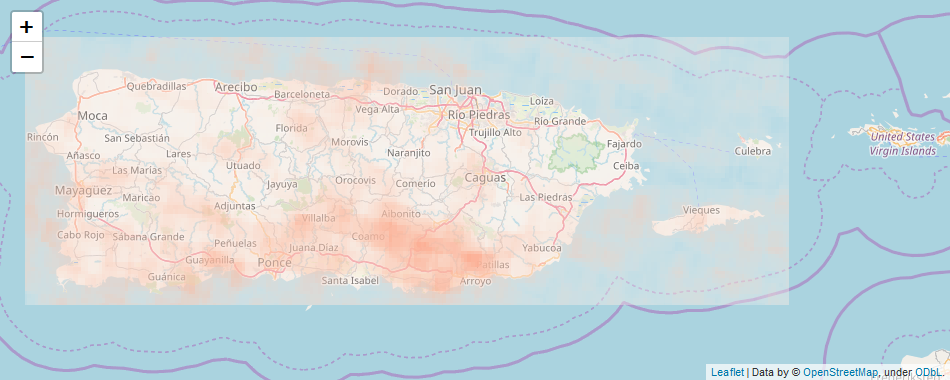 +
−
Quebradillas
Arecibo
Barceloneta
Dorado
San Juan
Loiza
Moca
Vega Alta
Río Piedras
Río Grande
Rincón
San Sebastián
Florida
Morovis
Trujillo Alto
Fajardo
United States
Virgin Islands
Añasco
Lares
Naranjito
Culebra
Las Marías
Utuado
Ceiba
Mayagüez
Maricao
Jayuya
Orocovis
Comerío
Caguas
Las Piedras
Hormigueros
Adjuntas
Villalba
Aibonito
Vieques
Cabo Rojo
Sabana Grande
Peñuelas
Juana Díaz
Coamo
Yabucoa
Guayanilla
Ponce
Patillas
Guánica
Santa Isabel
Arroyo
Leaflet | Data by © OpenStreetMap, under ODbL.